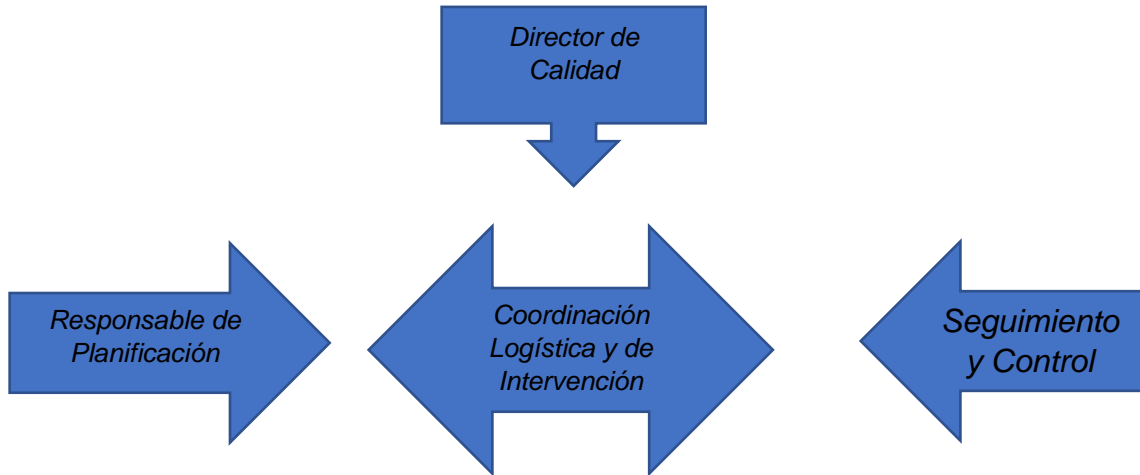 Director de
Calidad
Responsable de
Planificación
Coordinación
Logística y de
Intervención
Seguimiento
y Control